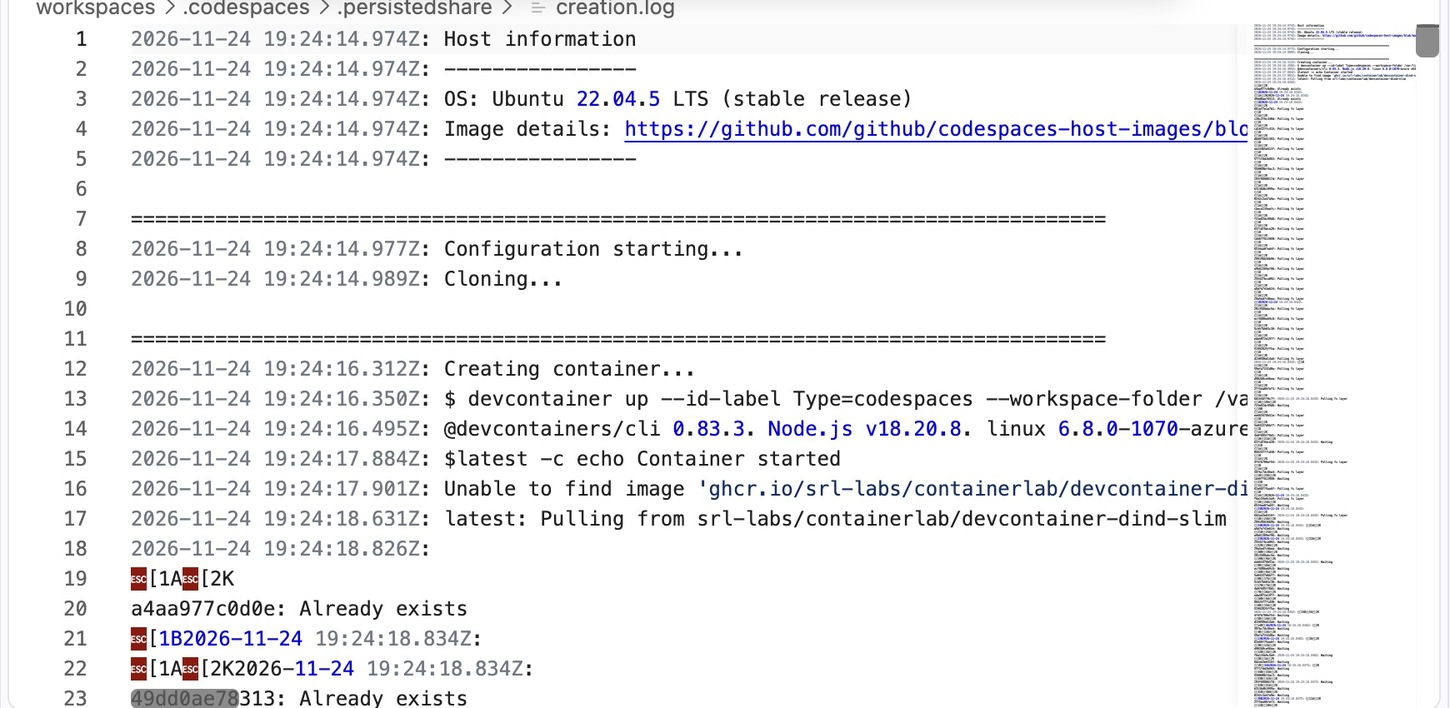 workspaces > .codespaces > .persistedshare > creation.log
1 2026-11-24 19:24:14.974Z: Host information
2 2026-11-24 19:24:14.974Z: ----------------
3 2026-11-24 19:24:14.974Z: OS: Ubuntu 22.04.5 LTS (stable release)
4 2026-11-24 19:24:14.974Z: Image details: https://github.com/github/codespaces-host-images/blo
5 2026-11-24 19:24:14.974Z: ----------------
6
7 =================================================================================
8 2026-11-24 19:24:14.977Z: Configuration starting...
9 2026-11-24 19:24:14.989Z: Cloning...
10
11 =================================================================================
12 2026-11-24 19:24:16.312Z: Creating container...
13 2026-11-24 19:24:16.350Z: $ devcontainer up --id-label Type=codespaces --workspace-folder /va
14 2026-11-24 19:24:16.495Z: @devcontainers/cli 0.83.3. Node.js v18.20.8. linux 6.8.0-1070-azure
15 2026-11-24 19:24:17.834Z: $latest -c echo Container started
16 2026-11-24 19:24:17.901Z: Unable to find image 'ghcr.io/srl-labs/containerlab/devcontainer-di
17 2026-11-24 19:24:18.625Z: latest: Pulling from srl-labs/containerlab/devcontainer-dind-slim
18 2026-11-24 19:24:18.826Z:
19 ESC[1AESC[2K
20 a4aa977c0d0e: Already exists
21 ESC[1B2026-11-24 19:24:18.834Z:
22 ESC[1AESC[2K2026-11-24 19:24:18.834Z:
23 49dd0ae78313: Already exists